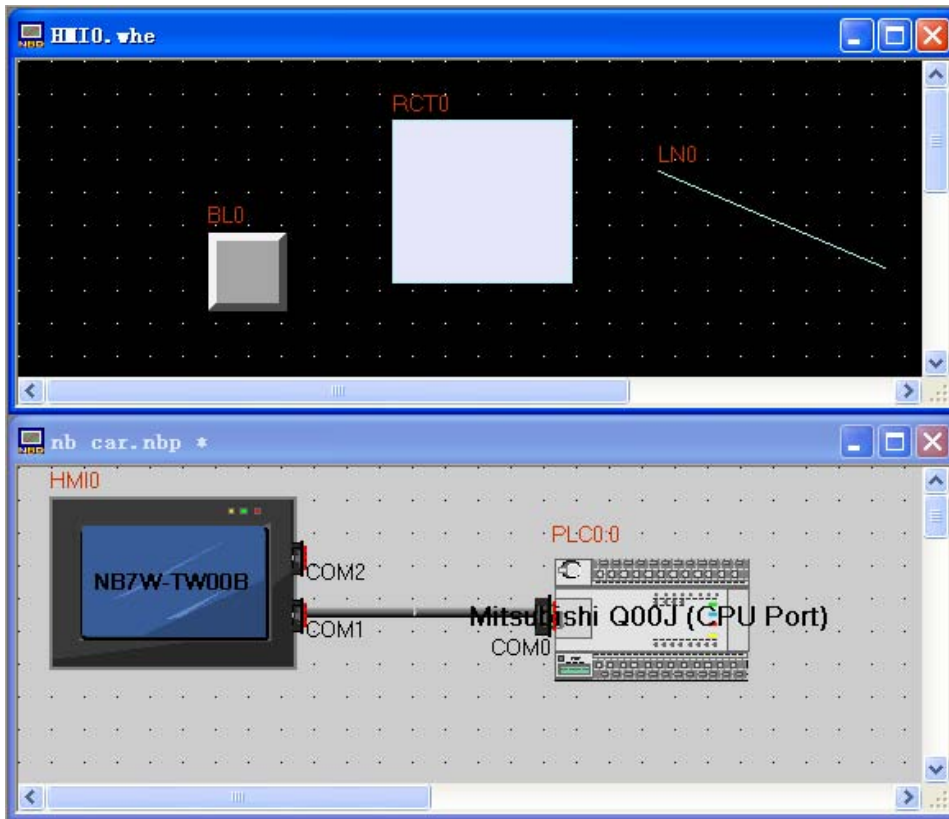 HMI0.whe
RCT0
LN0
BL0
nb car.nbp *
HMI0
PLC0:0
NB7W-TW00B
COM2
Mitsubishi Q00J (CPU Port)
COM1
COM0